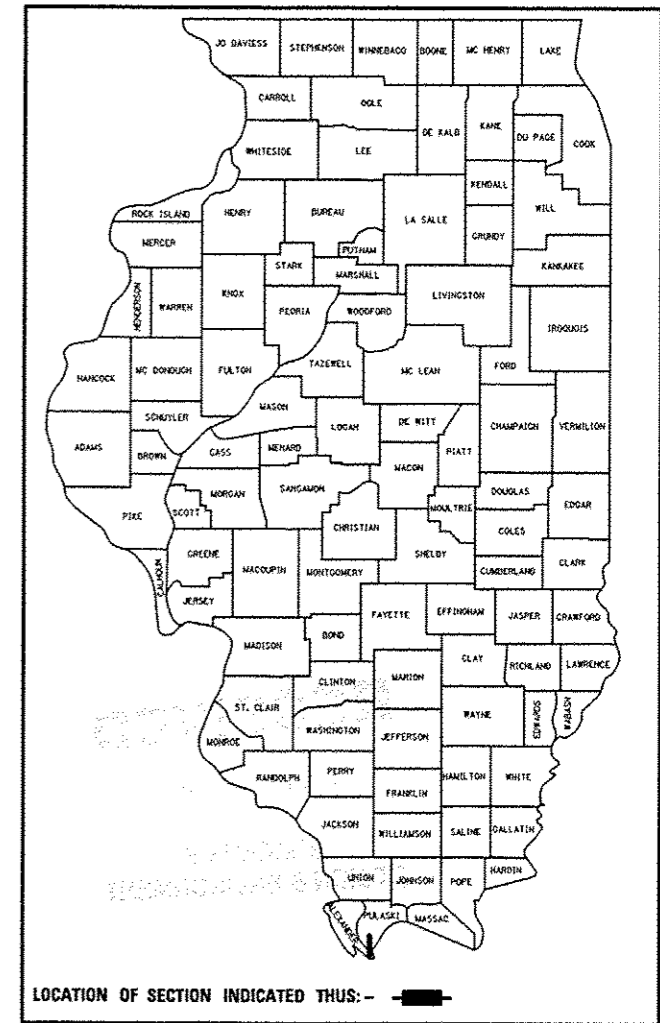 JO DAVIESS STEPHENSON WINNEBAGO BOONE MC HENRY LAKE
CARROLL OGLE DE KALB KANE DU PAGE COOK
WHITESIDE LEE KENDALL WILL
ROCK ISLAND HENRY BUREAU LA SALLE GRUNDY
MERCER PUTNAM KANKAKEE
STARK MARSHALL
HENDERSON WARREN KNOX PEORIA WOODFORD LIVINGSTON IROQUOIS
HANCOCK MC DONOUGH FULTON TAZEWELL MC LEAN FORD
SCHUYLER MASON LOGAN DE WITT CHAMPAIGN VERMILION
ADAMS BROWN CASS MENARD MACON PIATT
PIKE SCOTT MORGAN SANGAMON CHRISTIAN MOULTRIE DOUGLAS EDGAR
COLES
CALHOUN GREENE MACOUPIN MONTGOMERY SHELBY CUMBERLAND CLARK
JERSEY FAYETTE EFFINGHAM JASPER CRAWFORD
MADISON BOND
CLINTON MARION CLAY RICHLAND LAWRENCE
ST. CLAIR WASHINGTON JEFFERSON WAYNE EDWARDS WABASH
MONROE
RANDOLPH PERRY HAMILTON WHITE
FRANKLIN
JACKSON WILLIAMSON SALINE GALLATIN
UNION JOHNSON POPE HARDIN
ALEXANDER PULASKI MASSAC
LOCATION OF SECTION INDICATED THUS:-